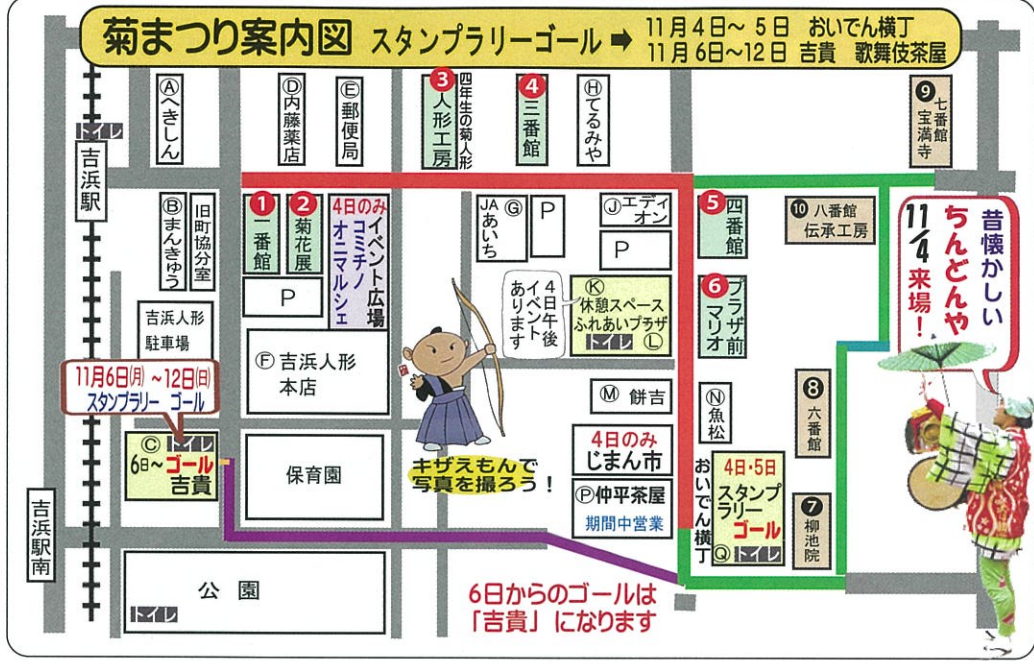 菊まつり案内図 スタンプラリーゴール ➡
11月4日～5日 おいでん横丁
11月6日～12日 吉貴 歌舞伎茶屋
トイレ
吉浜駅
Ⓐへきしん
Ⓓ内藤薬店
Ⓔ郵便局
❸人形工房
四年生の菊人形
❹三番館
Ⓗてるみや
❾七番館
宝満寺
Ⓑまんきゅう
旧町協分室
❶一番館
❷菊花展
4日のみ
イベント広場
コミチノ
オニマルシェ
P
JAあいち
Ⓖ
P
Ⓙエディオン
P
❺四番館
❿八番館
伝承工房
昔懐かしい
ちんどんや
11/4来場！
吉浜人形
駐車場
Ⓕ吉浜人形
本店
4日午後
イベント
あります
Ⓚ
休憩スペース
ふれあいプラザ
トイレ Ⓛ
❻プラザ前
マリオ
11月6日(月)～12日(日)
スタンプラリー ゴール
Ⓒトイレ
6日～ゴール
吉貴
保育園
キザえもんで
写真を撮ろう！
Ⓜ餅吉
4日のみ
じまん市
Ⓟ仲平茶屋
期間中営業
Ⓝ魚松
おいでん横丁
4日・5日
スタンプ
ラリー
ゴール
Ⓠトイレ
❽六番館
❼柳池院
吉浜駅南
公園
トイレ
6日からのゴールは
「吉貴」になります